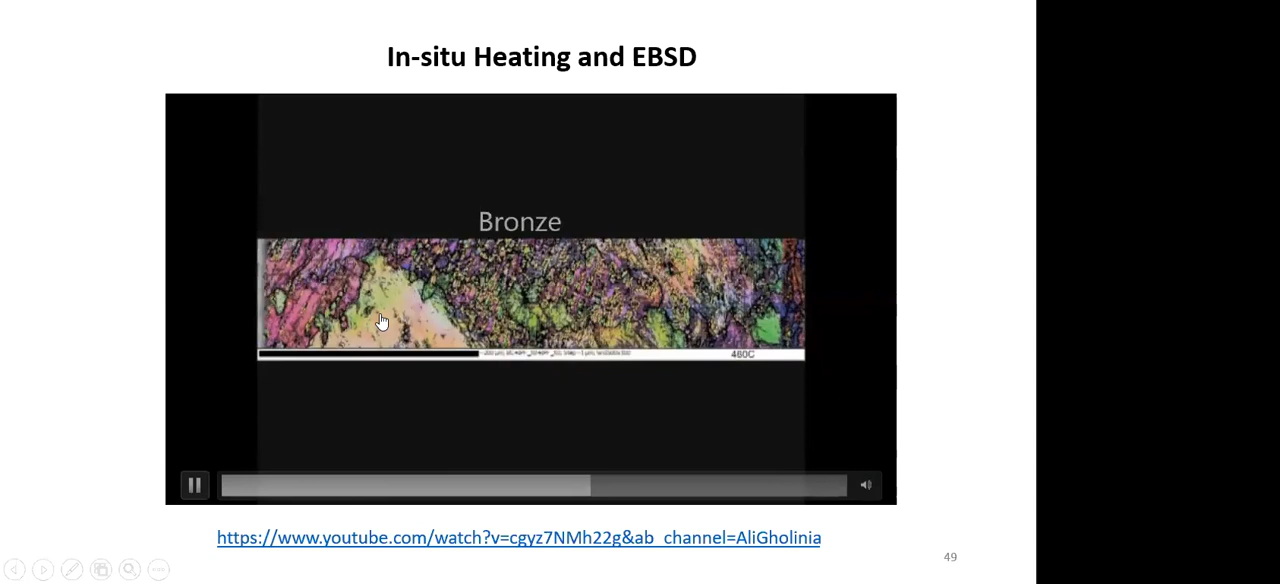 In-situ Heating and EBSD
Bronze
480C
https://www.youtube.com/watch?v=cgyz7NMh22g&ab_channel=AliGholinia
49